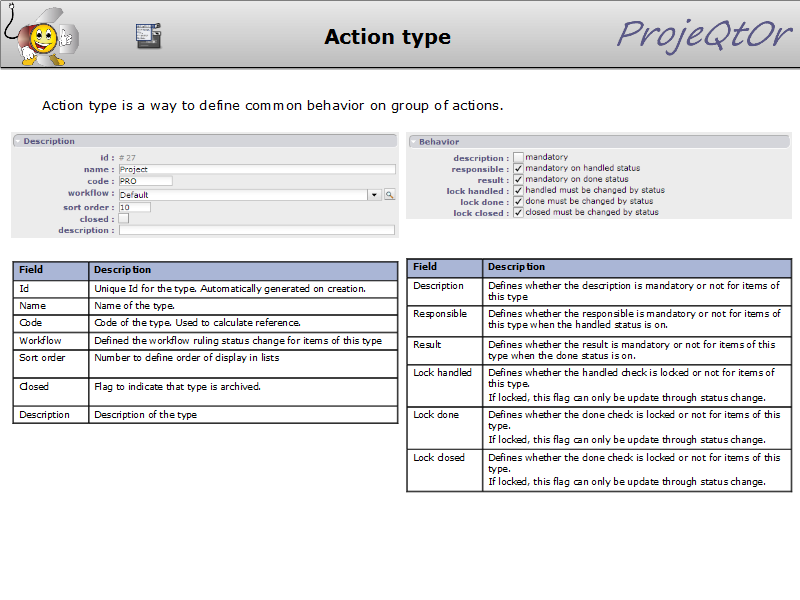 Action type
ProjeQtOr
Action type is a way to define common behavior on group of actions.
Description
id : # 27
name : Project
code : PRO
workflow : Default
sort order : 10
closed :
description :
Behavior
description : mandatory
responsible : mandatory on handled status
result : mandatory on done status
lock handled : handled must be changed by status
lock done : done must be changed by status
lock closed : closed must be changed by status
Field Description
Id Unique Id for the type. Automatically generated on creation.
Name Name of the type.
Code Code of the type. Used to calculate reference.
Workflow Defined the workflow ruling status change for items of this type
Sort order Number to define order of display in lists
Closed Flag to indicate that type is archived.
Description Description of the type
Field Description
Description Defines whether the description is mandatory or not for items of
this type
Responsible Defines whether the responsible is mandatory or not for items of
this type when the handled status is on.
Result Defines whether the result is mandatory or not for items of this
type when the done status is on.
Lock handled Defines whether the handled check is locked or not for items of
this type.
If locked, this flag can only be update through status change.
Lock done Defines whether the done check is locked or not for items of this
type.
If locked, this flag can only be update through status change.
Lock closed Defines whether the done check is locked or not for items of this
type.
If locked, this flag can only be update through status change.